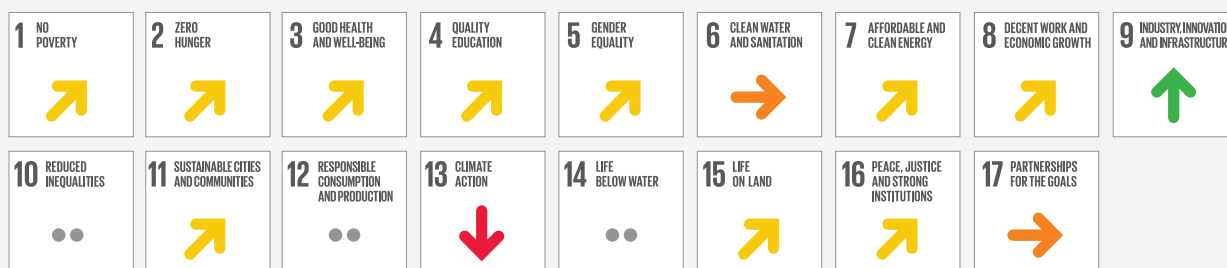 1 NO
POVERTY
2 ZERO
HUNGER
3 GOOD HEALTH
AND WELL-BEING
4 QUALITY
EDUCATION
5 GENDER
EQUALITY
6 CLEAN WATER
AND SANITATION
7 AFFORDABLE AND
CLEAN ENERGY
8 DECENT WORK AND
ECONOMIC GROWTH
9 INDUSTRY, INNOVATIO
AND INFRASTRUCTUR
10 REDUCED
INEQUALITIES
11 SUSTAINABLE CITIES
AND COMMUNITIES
12 RESPONSIBLE
CONSUMPTION
AND PRODUCTION
13 CLIMATE
ACTION
14 LIFE
BELOW WATER
15 LIFE
ON LAND
16 PEACE, JUSTICE
AND STRONG
INSTITUTIONS
17 PARTNERSHIPS
FOR THE GOALS